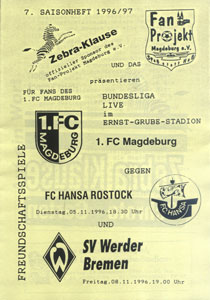 7. SAISONHEFT 1996/97
Zebra-Klause
offizieller Sponsor des
Fan-Projekt Magdeburg e.V.
Fan
Projekt
Magdeburg e.V.
UND DAS
FÜR FANS DES
1.FC MAGDEBURG
präsentieren
BUNDESLIGA
LIVE
im
ERNST-GRUBE-STADION
1.FC
MAGDEBURG
1. FC Magdeburg
GEGEN
FREUNDSCHAFTSSPIELE
FC HANSA ROSTOCK
Dienstag,05.11.1996,18.30 Uhr
FC HANSA
UND
SV Werder
Bremen
Freitag,08.11.1996,19.00 Uhr